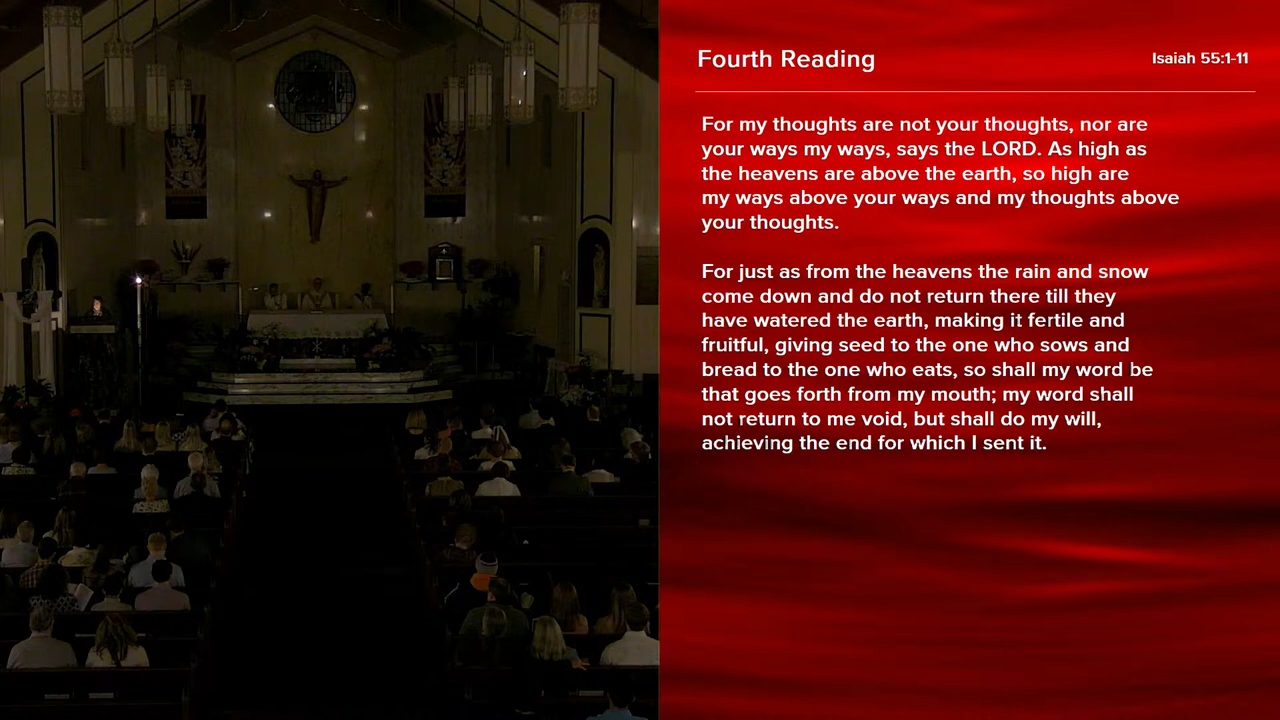 Fourth Reading
Isaiah 55:1-11
For my thoughts are not your thoughts, nor are
your ways my ways, says the LORD. As high as
the heavens are above the earth, so high are
my ways above your ways and my thoughts above
your thoughts.
For just as from the heavens the rain and snow
come down and do not return there till they
have watered the earth, making it fertile and
fruitful, giving seed to the one who sows and
bread to the one who eats, so shall my word be
that goes forth from my mouth; my word shall
not return to me void, but shall do my will,
achieving the end for which I sent it.